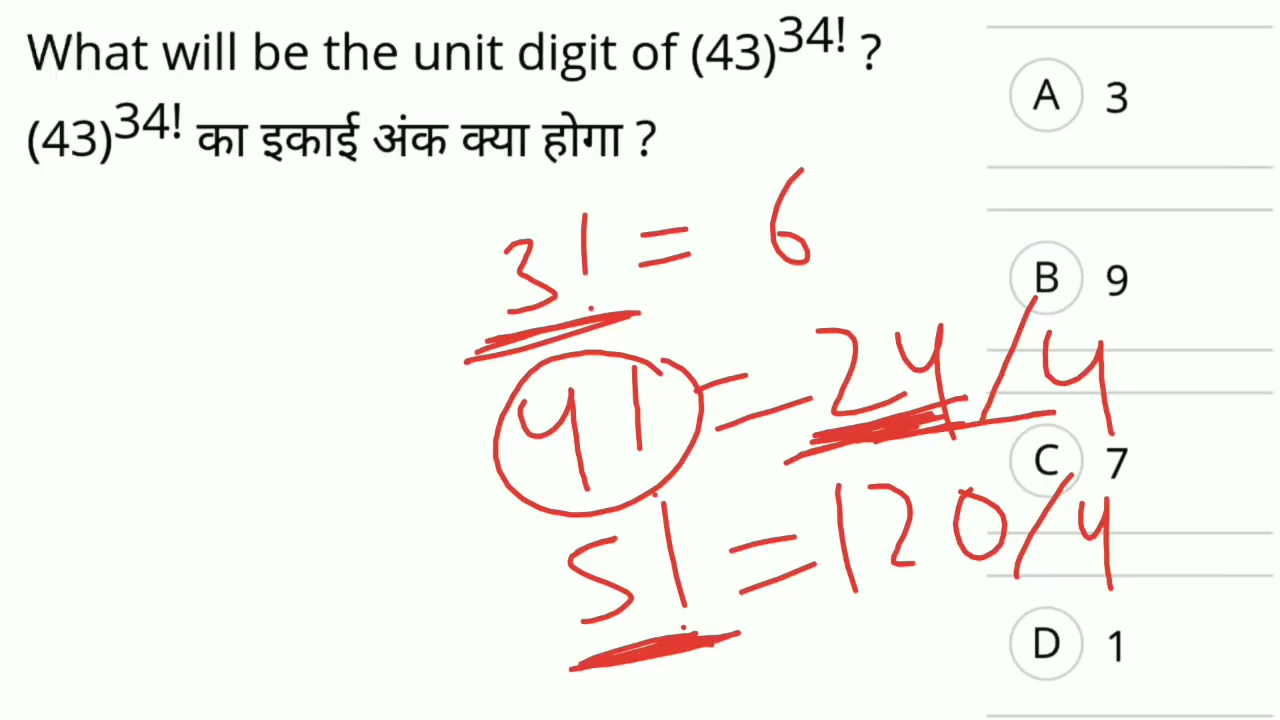 What will be the unit digit of (43)^34! ?
(43)^34! का इकाई अंक क्या होगा ?
3! = 6
4! = 24/4
5! = 120/4
A 3
B 9
C 7
D 1